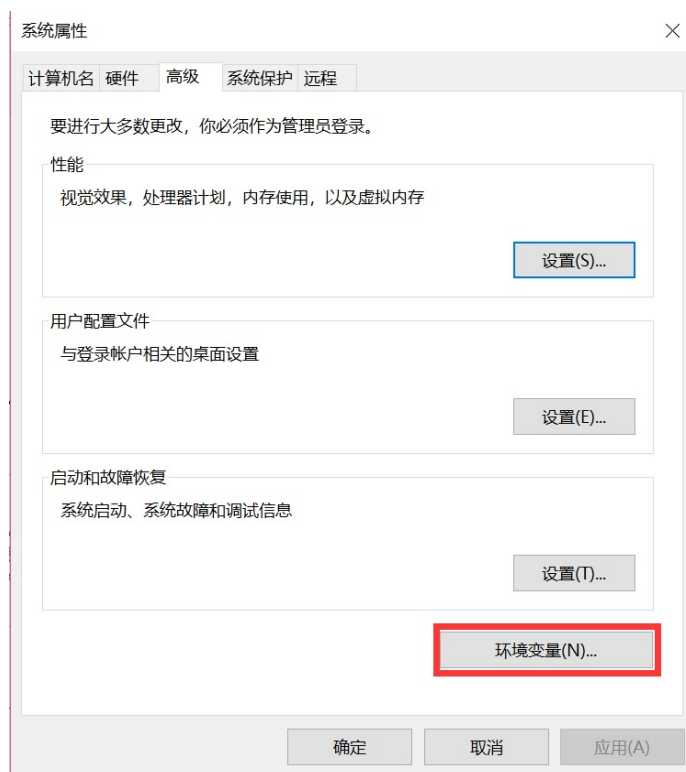 系统属性
计算机名 硬件 高级 系统保护 远程
要进行大多数更改，你必须作为管理员登录。
性能
视觉效果，处理器计划，内存使用，以及虚拟内存
设置(S)...
用户配置文件
与登录帐户相关的桌面设置
设置(E)...
启动和故障恢复
系统启动、系统故障和调试信息
设置(T)...
环境变量(N)...
确定 取消 应用(A)